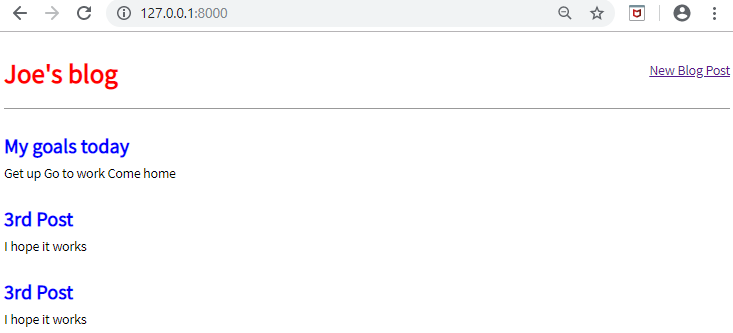 127.0.0.1:8000
Joe's blog
New Blog Post
My goals today
Get up Go to work Come home
3rd Post
I hope it works
3rd Post
I hope it works